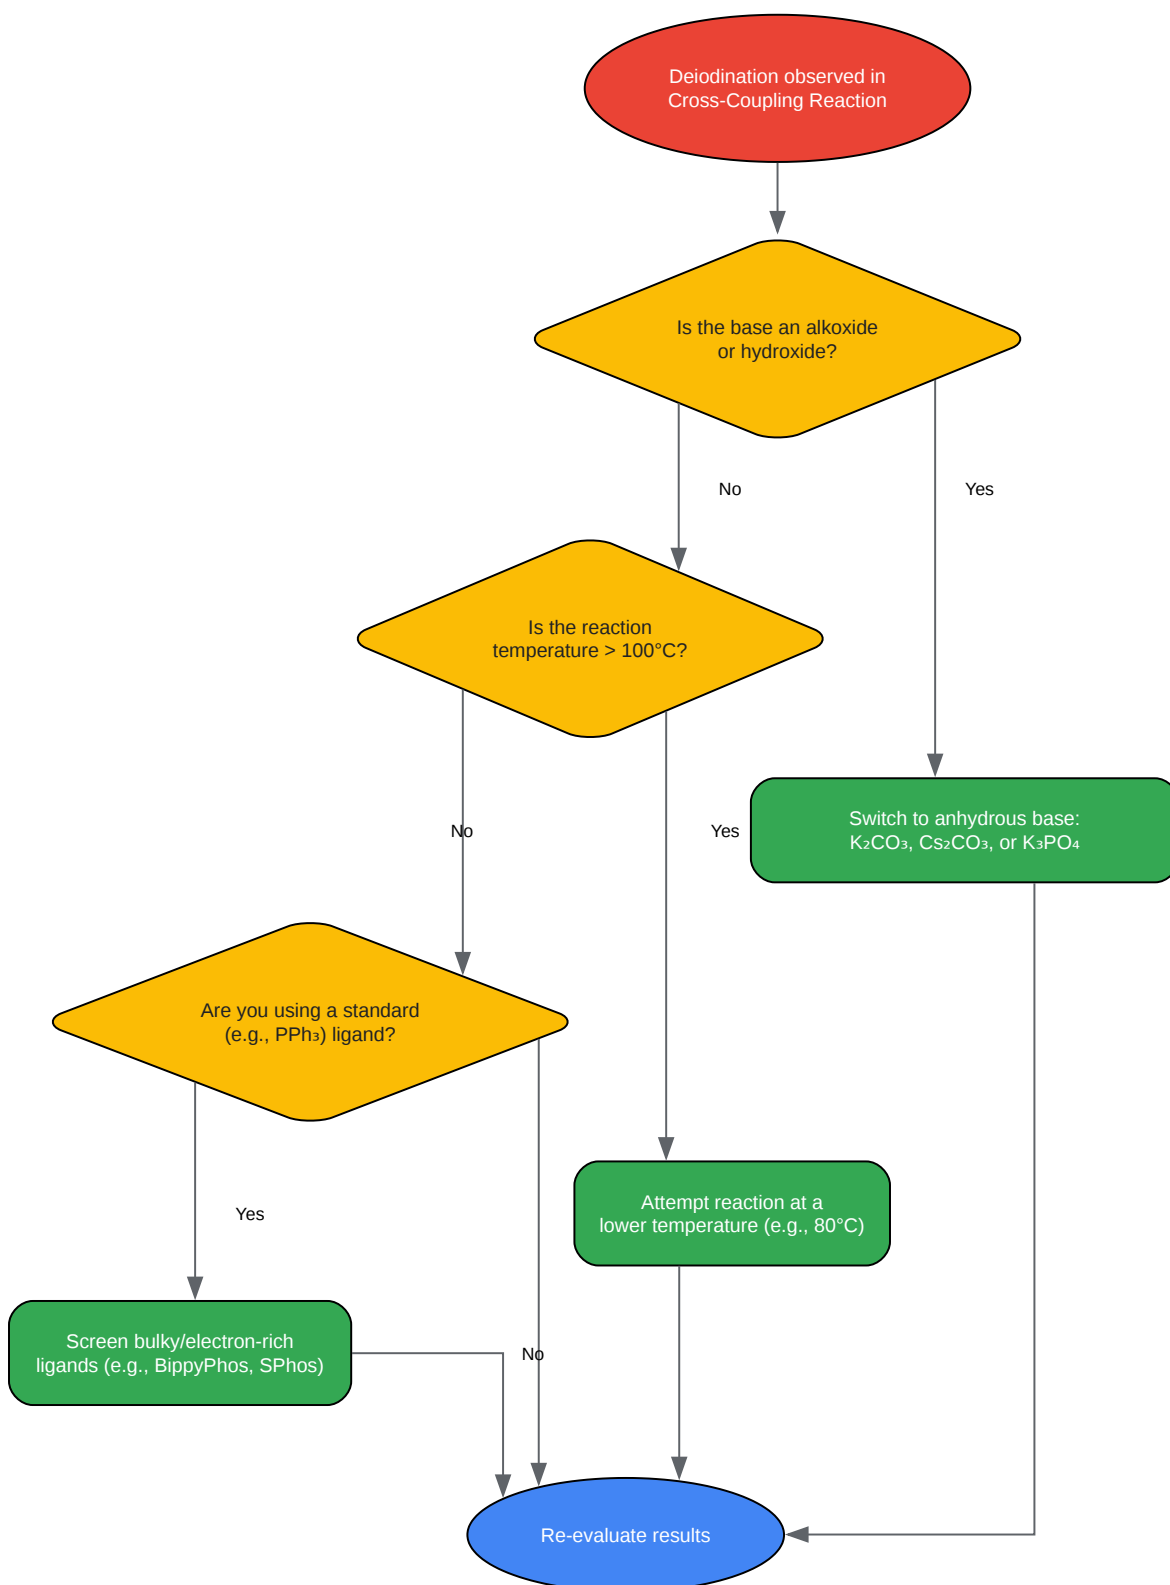 Deiodination observed in
Cross-Coupling Reaction
Is the base an alkoxide
or hydroxide?
No
Yes
Is the reaction
temperature > 100°C?
Switch to anhydrous base:
K₂CO₃, Cs₂CO₃, or K₃PO₄
No
Yes
Are you using a standard
(e.g., PPh₃) ligand?
Yes
Attempt reaction at a
lower temperature (e.g., 80°C)
Screen bulky/electron-rich
ligands (e.g., BippyPhos, SPhos)
No
Re-evaluate results